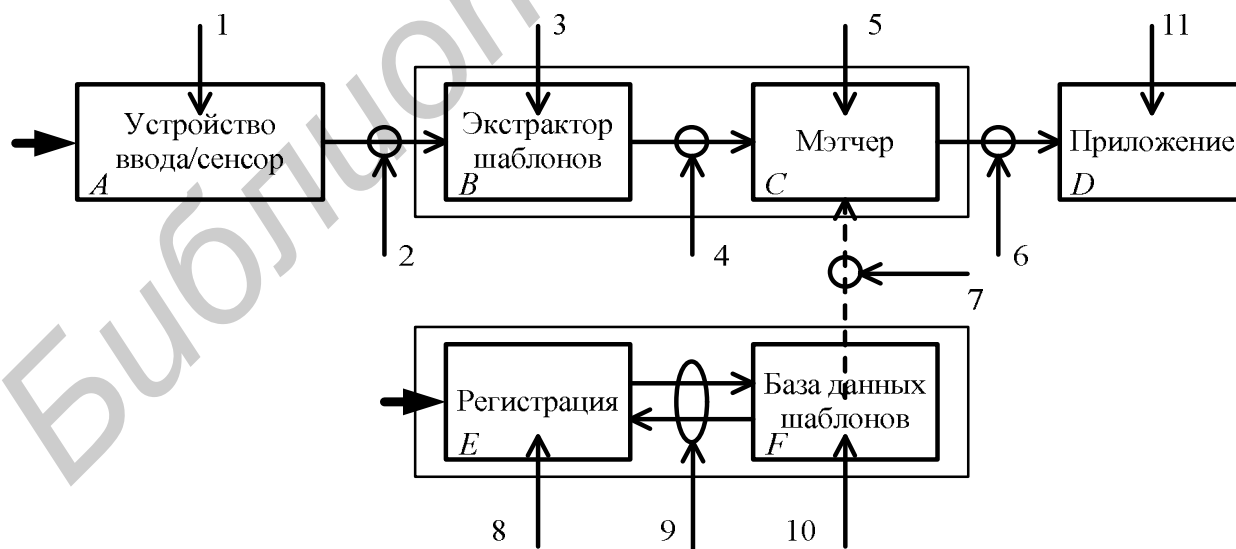 1
3
5
11
Устройство
ввода/сенсор
A
Экстрактор
шаблонов
B
Мэтчер
C
Приложение
D
2
4
6
7
Регистрация
E
База данных
шаблонов
F
8
9
10
Библиот